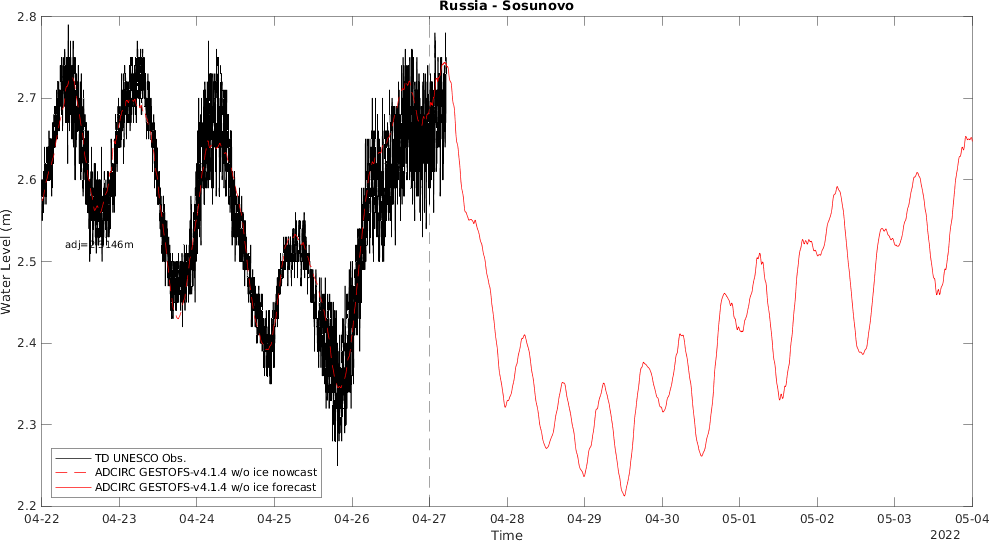 Russia - Sosunovo
2.8
2.7
2.6
2.5
2.4
2.3
2.2
Water Level (m)
TD UNESCO Obs.
ADCIRC GESTOFS-v4.1.4 w/o ice nowcast
ADCIRC GESTOFS-v4.1.4 w/o ice forecast
04-22 04-23 04-24 04-25 04-26 04-27 04-28 04-29 04-30 05-01 05-02 05-03 05-04
Time
2022